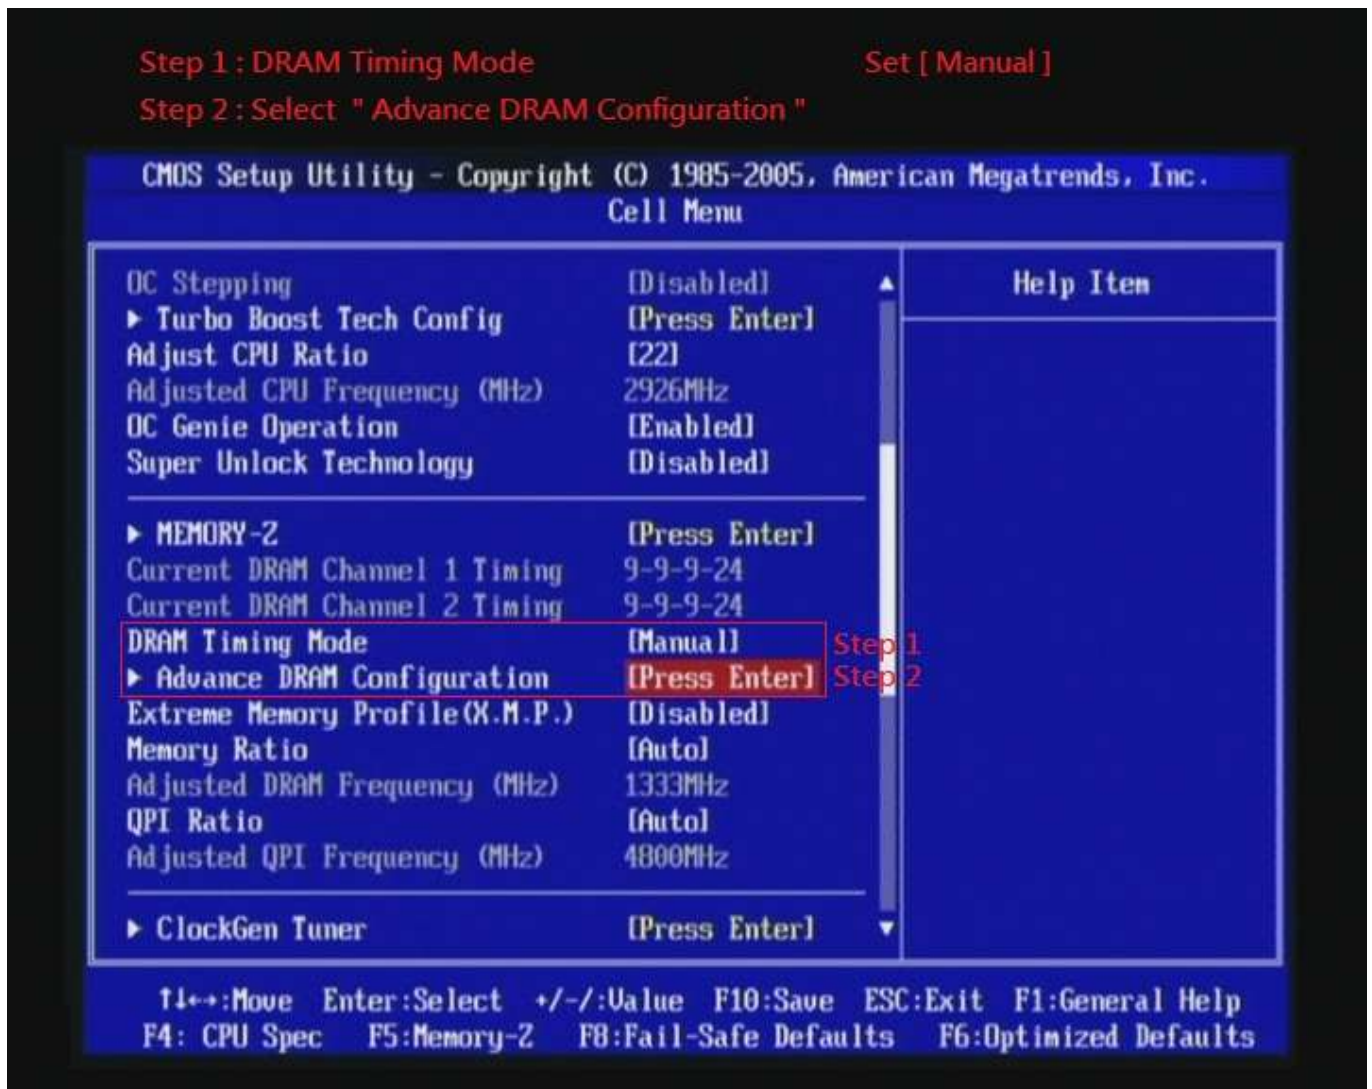 Step 1 : DRAM Timing Mode Set [ Manual ]
Step 2 : Select " Advance DRAM Configuration "
CMOS Setup Utility - Copyright (C) 1985-2005, American Megatrends, Inc.
Cell Menu
OC Stepping [Disabled]
▶ Turbo Boost Tech Config [Press Enter]
Adjust CPU Ratio [22]
Adjusted CPU Frequency (MHz) 2926MHz
OC Genie Operation [Enabled]
Super Unlock Technology [Disabled]
▶ MEMORY-Z [Press Enter]
Current DRAM Channel 1 Timing 9-9-9-24
Current DRAM Channel 2 Timing 9-9-9-24
DRAM Timing Mode [Manual] Step 1
▶ Advance DRAM Configuration [Press Enter] Step 2
Extreme Memory Profile(X.M.P.) [Disabled]
Memory Ratio [Auto]
Adjusted DRAM Frequency (MHz) 1333MHz
QPI Ratio [Auto]
Adjusted QPI Frequency (MHz) 4800MHz
▶ ClockGen Tuner [Press Enter]
Help Item
↑↓←→:Move Enter:Select +/-/:Value F10:Save ESC:Exit F1:General Help
F4: CPU Spec F5:Memory-Z F8:Fail-Safe Defaults F6:Optimized Defaults